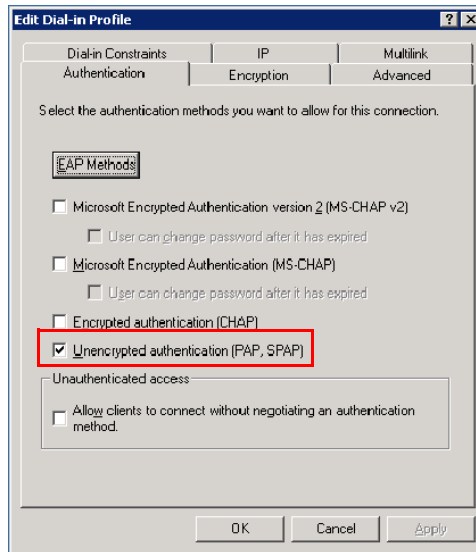 Edit Dial-in Profile
Dial-in Constraints IP Multilink
Authentication Encryption Advanced
Select the authentication methods you want to allow for this connection.
EAP Methods
Microsoft Encrypted Authentication version 2 (MS-CHAP v2)
User can change password after it has expired
Microsoft Encrypted Authentication (MS-CHAP)
User can change password after it has expired
Encrypted authentication (CHAP)
Unencrypted authentication (PAP, SPAP)
Unauthenticated access
Allow clients to connect without negotiating an authentication
method.
OK Cancel Apply